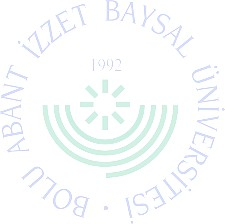 BOLU ABANT İZZET BAYSAL ÜNİVERSİTESİ
1992